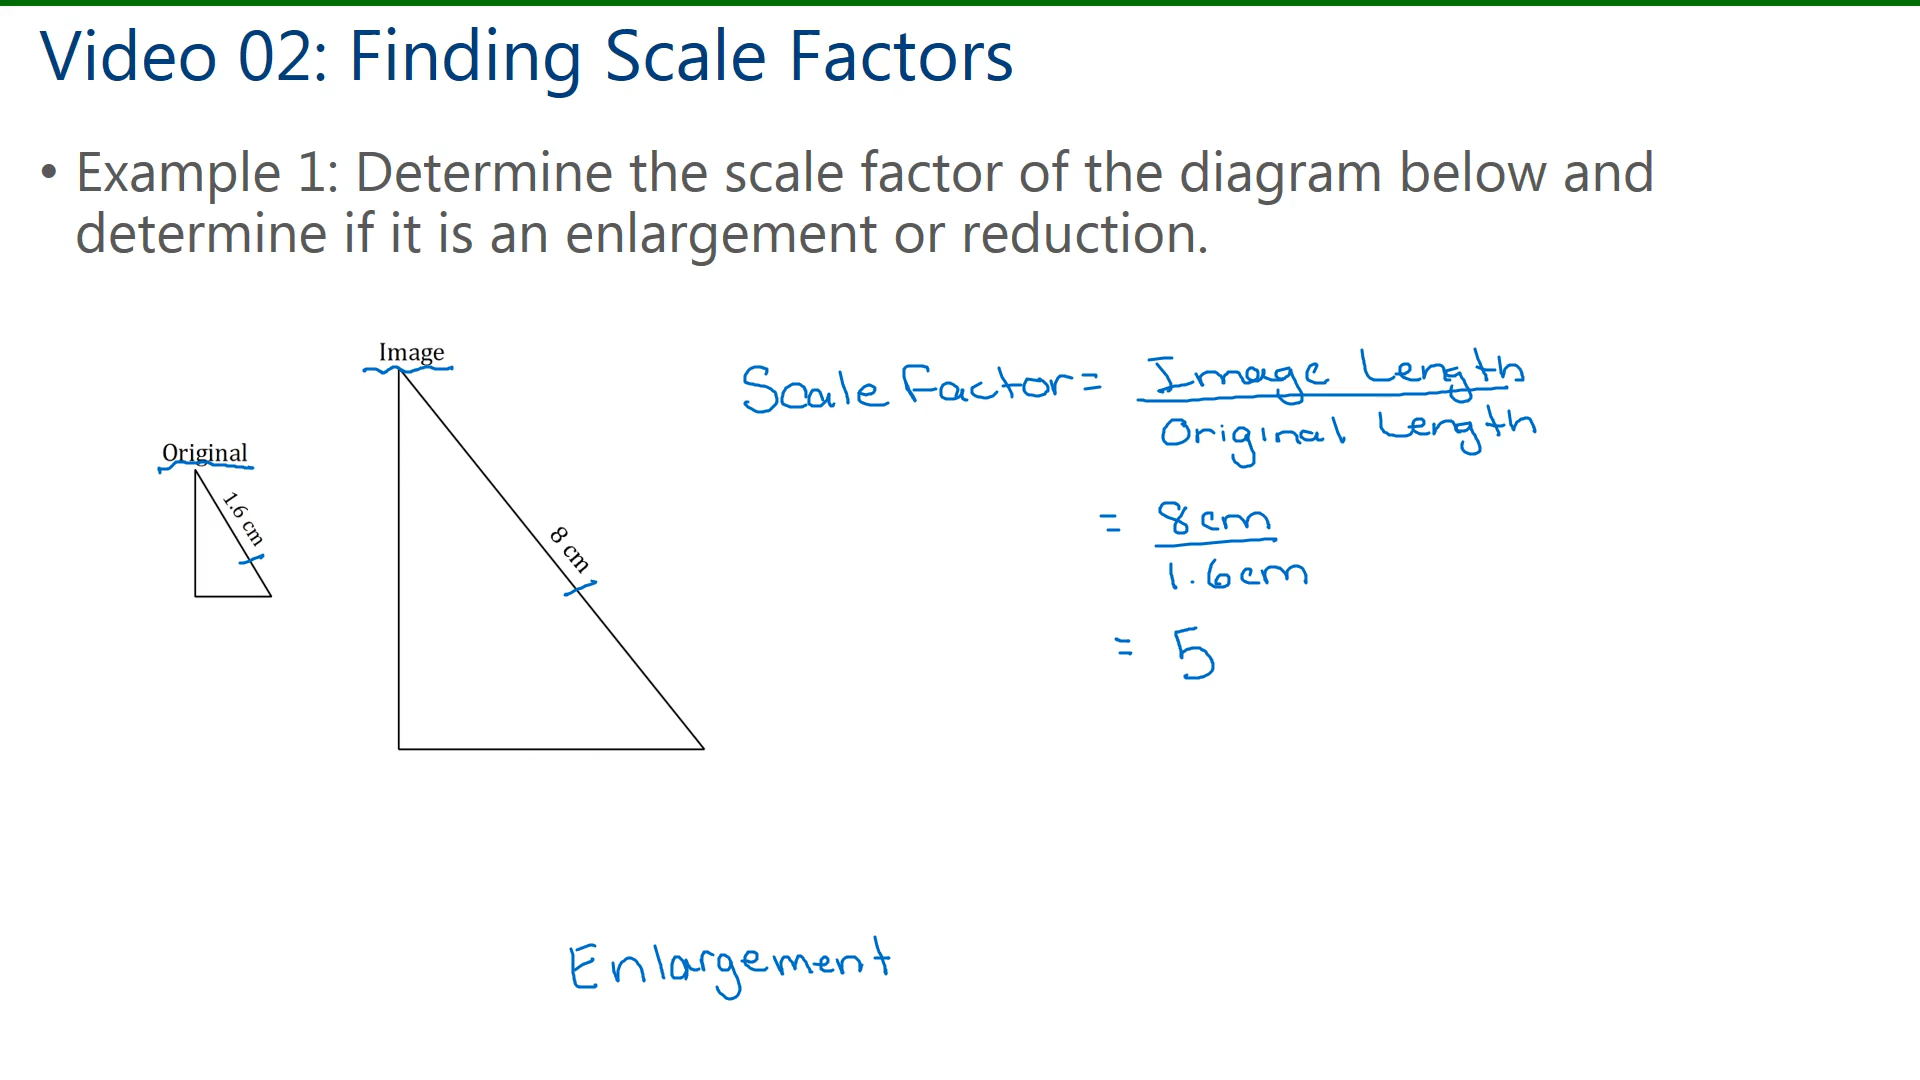 Video 02: Finding Scale Factors
• Example 1: Determine the scale factor of the diagram below and
determine if it is an enlargement or reduction.
Image
Original
1.6 cm
8 cm
Scale Factor = Image Length
Original Length
= 8cm
1.6cm
= 5
Enlargement